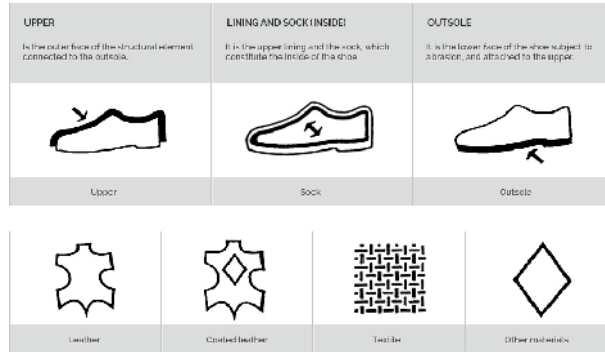 UPPER
Is the outer face of the structural element
connected to the outsole.
LINING AND SOCK (INSIDE)
It is the upper lining and the sock, which
constitute the inside of the shoe
OUTSOLE
It is the lower face of the shoe subject to
abrasion, and attached to the upper.
Upper
Sock
Outsole
Leather
Coated leather
Textile
Other materials